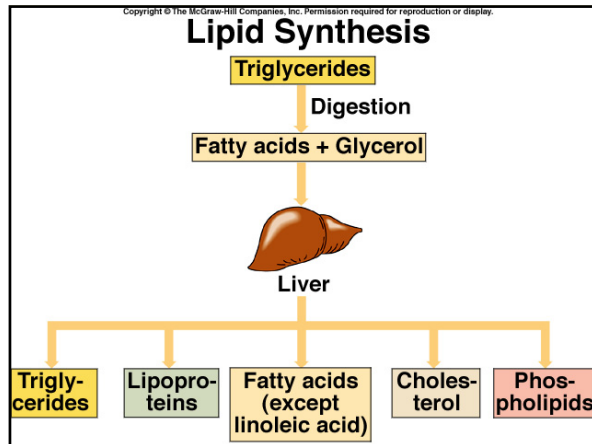 Copyright © The McGraw-Hill Companies, Inc. Permission required for reproduction or display.
Lipid Synthesis
Triglycerides
Digestion
Fatty acids + Glycerol
Liver
Trigly-
cerides
Lipopro-
teins
Fatty acids
(except
linoleic acid)
Choles-
terol
Phos-
pholipids